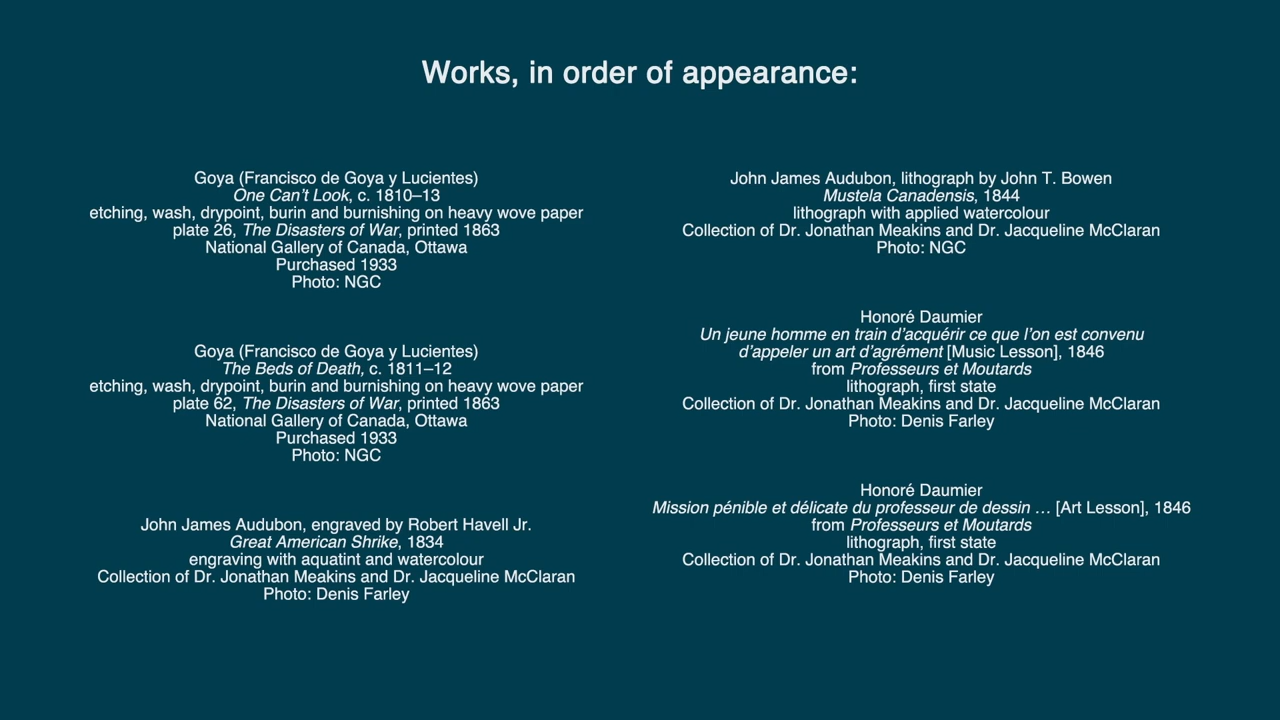 Works, in order of appearance:
Goya (Francisco de Goya y Lucientes)
One Can't Look, c. 1810–13
etching, wash, drypoint, burin and burnishing on heavy wove paper
plate 26, The Disasters of War, printed 1863
National Gallery of Canada, Ottawa
Purchased 1933
Photo: NGC
Goya (Francisco de Goya y Lucientes)
The Beds of Death, c. 1811–12
etching, wash, drypoint, burin and burnishing on heavy wove paper
plate 62, The Disasters of War, printed 1863
National Gallery of Canada, Ottawa
Purchased 1933
Photo: NGC
John James Audubon, engraved by Robert Havell Jr.
Great American Shrike, 1834
engraving with aquatint and watercolour
Collection of Dr. Jonathan Meakins and Dr. Jacqueline McClaran
Photo: Denis Farley
John James Audubon, lithograph by John T. Bowen
Mustela Canadensis, 1844
lithograph with applied watercolour
Collection of Dr. Jonathan Meakins and Dr. Jacqueline McClaran
Photo: NGC
Honoré Daumier
Un jeune homme en train d'acquérir ce que l'on est convenu
d'appeler un art d'agrément [Music Lesson], 1846
from Professeurs et Moutards
lithograph, first state
Collection of Dr. Jonathan Meakins and Dr. Jacqueline McClaran
Photo: Denis Farley
Honoré Daumier
Mission pénible et délicate du professeur de dessin … [Art Lesson], 1846
from Professeurs et Moutards
lithograph, first state
Collection of Dr. Jonathan Meakins and Dr. Jacqueline McClaran
Photo: Denis Farley